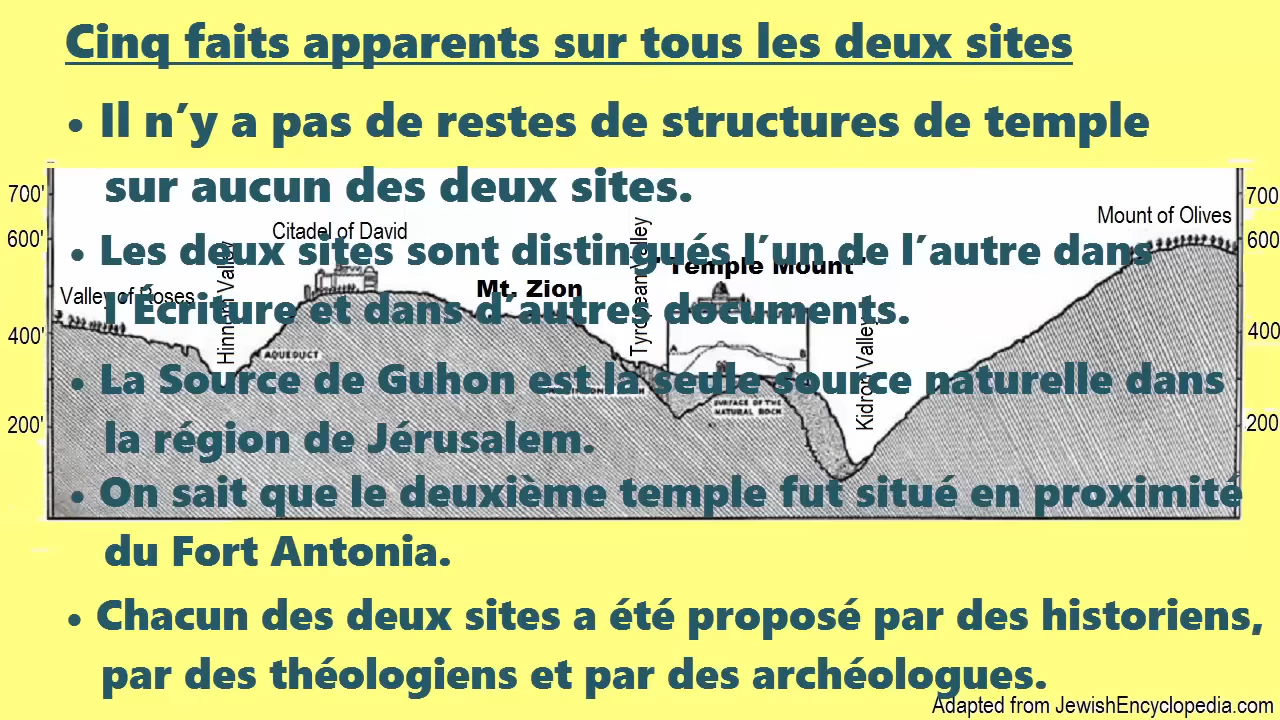 Cinq faits apparents sur tous les deux sites
• Il n’y a pas de restes de structures de temple
sur aucun des deux sites.
• Les deux sites sont distingués l’un de l’autre dans
l’Écriture et dans d’autres documents.
• La Source de Guhon est la seule source naturelle dans
la région de Jérusalem.
• On sait que le deuxième temple fut situé en proximité
du Fort Antonia.
• Chacun des deux sites a été proposé par des historiens,
par des théologiens et par des archéologues.
700'
600'
400'
200'
700
600
400
200
Valley of Roses
Hinnom Valley
Citadel of David
AQUEDUCT
Mt. Zion
Tyropean Valley
"Temple Mount"
A
B
SURFACE OF THE
NATURAL ROCK
Kidron Valley
Mount of Olives
Adapted from JewishEncyclopedia.com